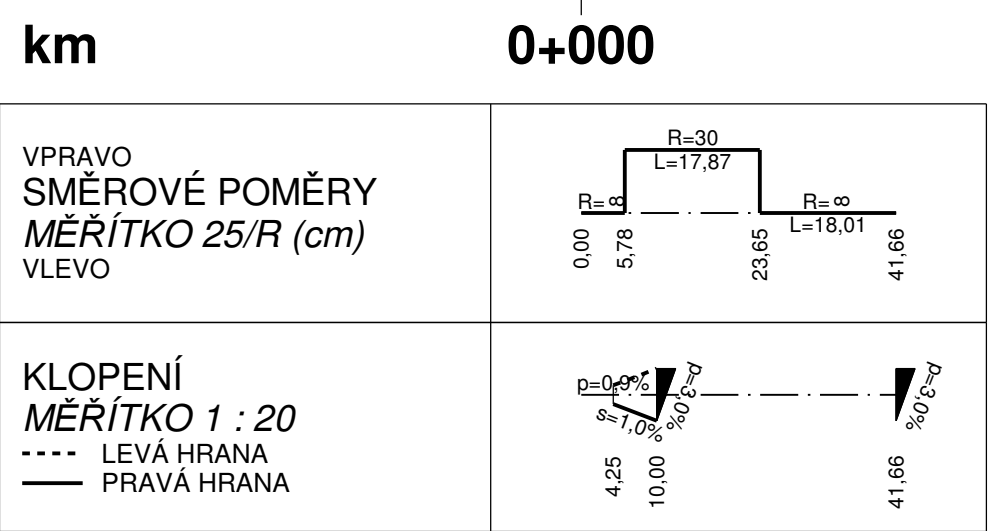 km 0+000
VPRAVO
SMĚROVÉ POMĚRY
MĚŘÍTKO 25/R (cm)
VLEVO
R=30
L=17,87
R= ∞
R= ∞
L=18,01
0,00
5,78
23,65
41,66
KLOPENÍ
MĚŘÍTKO 1 : 20
LEVÁ HRANA
PRAVÁ HRANA
p=0,9%
s=1,0%
p=3,0%
p=3,0%
4,25
10,00
41,66